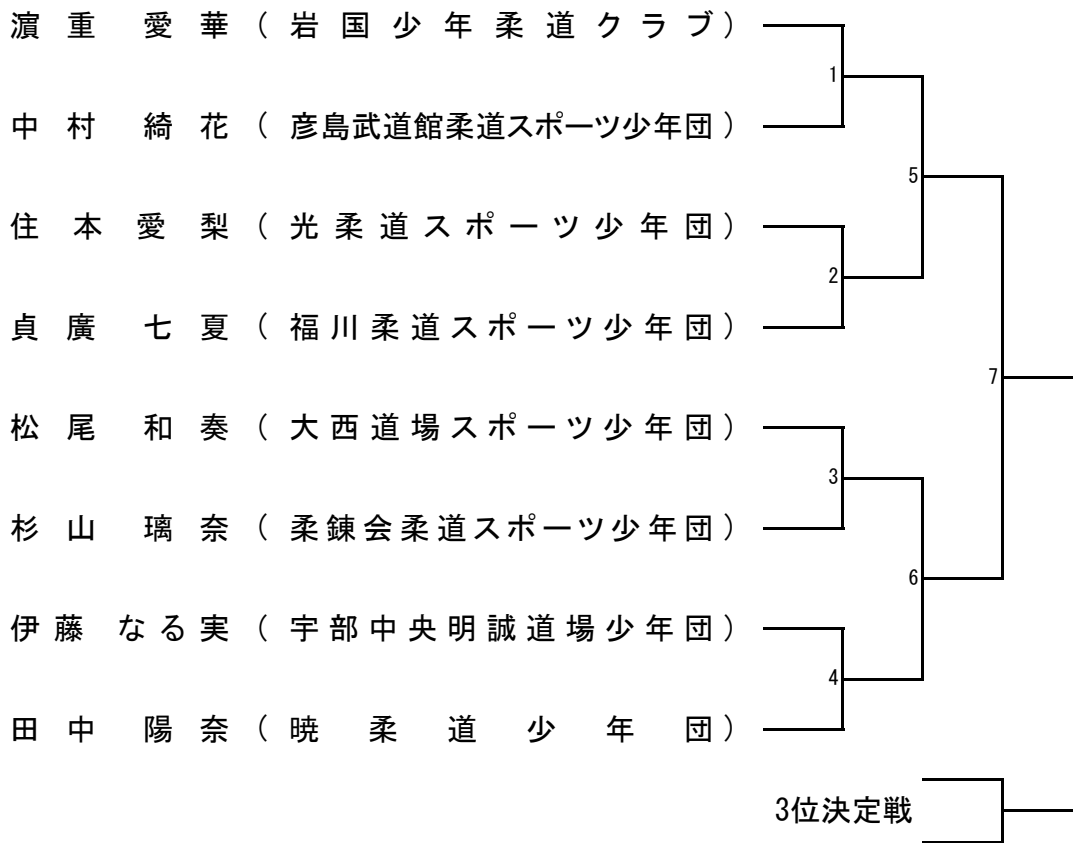 濵重 愛華（岩国少年柔道クラブ）
1
中村 綺花（彦島武道館柔道スポーツ少年団）
5
住本 愛梨（光柔道スポーツ少年団）
2
貞廣 七夏（福川柔道スポーツ少年団）
7
松尾 和奏（大西道場スポーツ少年団）
3
杉山 璃奈（柔錬会柔道スポーツ少年団）
6
伊藤 なる実（宇部中央明誠道場少年団）
4
田中 陽奈（暁柔道少年団）
3位決定戦